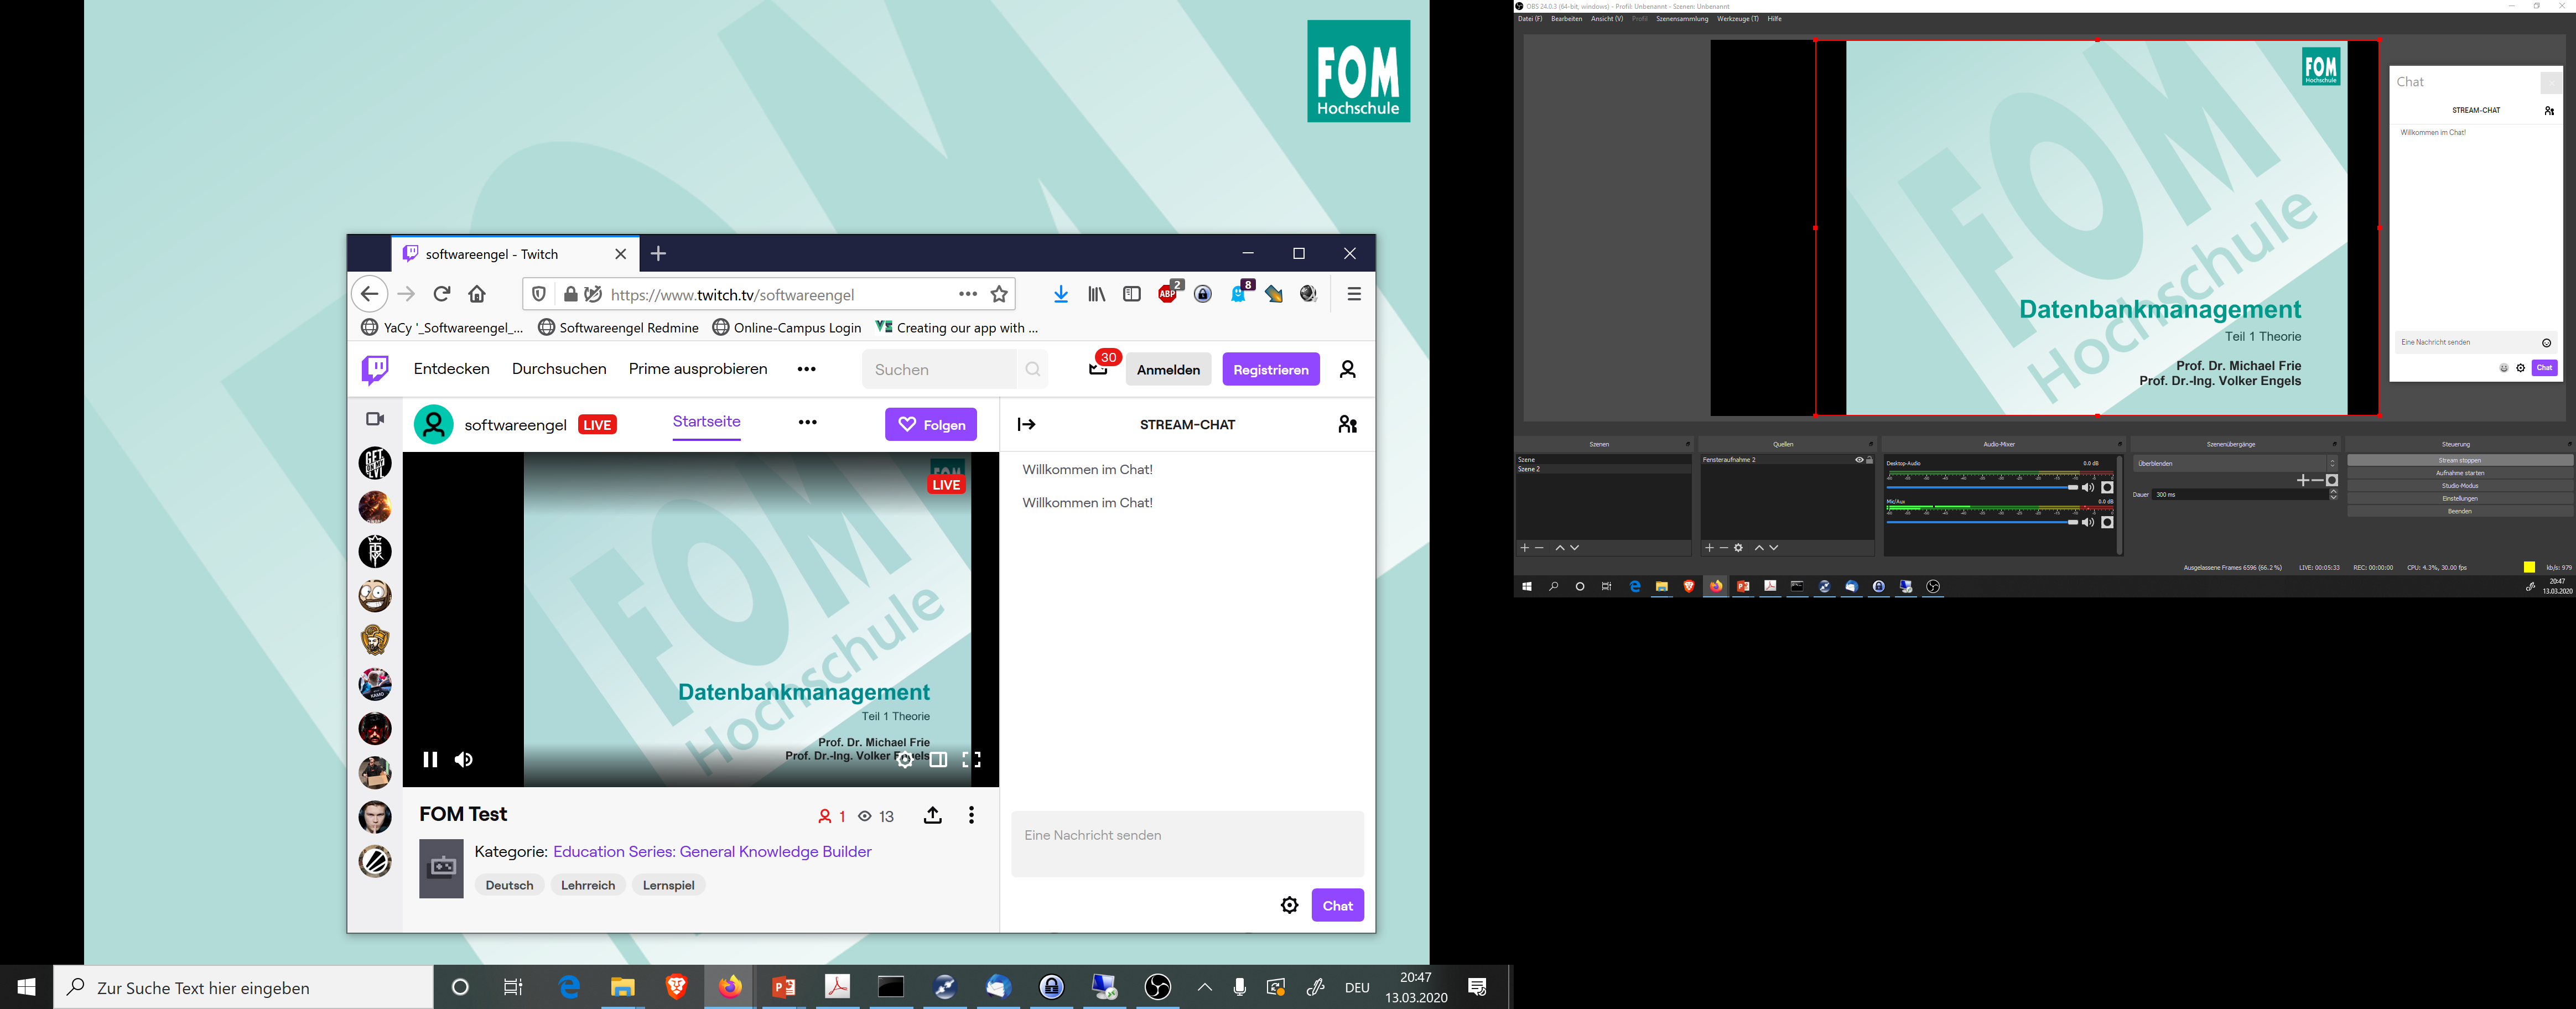 FOM
Hochschule
softwareengel - Twitch
https://www.twitch.tv/softwareengel
2
8
YaCy '_Softwareengel_...
Softwareengel Redmine
Online-Campus Login
Creating our app with ...
Entdecken
Durchsuchen
Prime ausprobieren
Suchen
30
Anmelden
Registrieren
softwareengel
LIVE
Startseite
Folgen
STREAM-CHAT
LIVE
Willkommen im Chat!
Willkommen im Chat!
FOM
Hochschule
Datenbankmanagement
Teil 1 Theorie
Prof. Dr. Michael Frie
Prof. Dr.-Ing. Volker Engels
FOM Test
1
13
Kategorie: Education Series: General Knowledge Builder
Deutsch
Lehrreich
Lernspiel
Eine Nachricht senden
Chat
Zur Suche Text hier eingeben
DEU
20:47
13.03.2020
OBS 24.0.3 (64-bit, windows) - Profil: Unbenannt - Szenen: Unbenannt
Datei (F)
Bearbeiten
Ansicht (V)
Profil
Szenensammlung
Werkzeuge (T)
Hilfe
FOM
Hochschule
FOM
Hochschule
Datenbankmanagement
Teil 1 Theorie
Prof. Dr. Michael Frie
Prof. Dr.-Ing. Volker Engels
Chat
STREAM-CHAT
Willkommen im Chat!
Eine Nachricht senden
Chat
Szenen
Quellen
Audio-Mixer
Szenenübergänge
Steuerung
Szene
Szene 2
Fensteraufnahme 2
Desktop-Audio
0.0 dB
Mic/Aux
0.0 dB
Überblenden
Dauer
300 ms
Stream stoppen
Aufnahme starten
Studio-Modus
Einstellungen
Beenden
Ausgelassene Frames 6596 (66.2 %)
LIVE: 00:05:33
REC: 00:00:00
CPU: 4.3%, 30.00 fps
kb/s: 979
20:47
13.03.2020